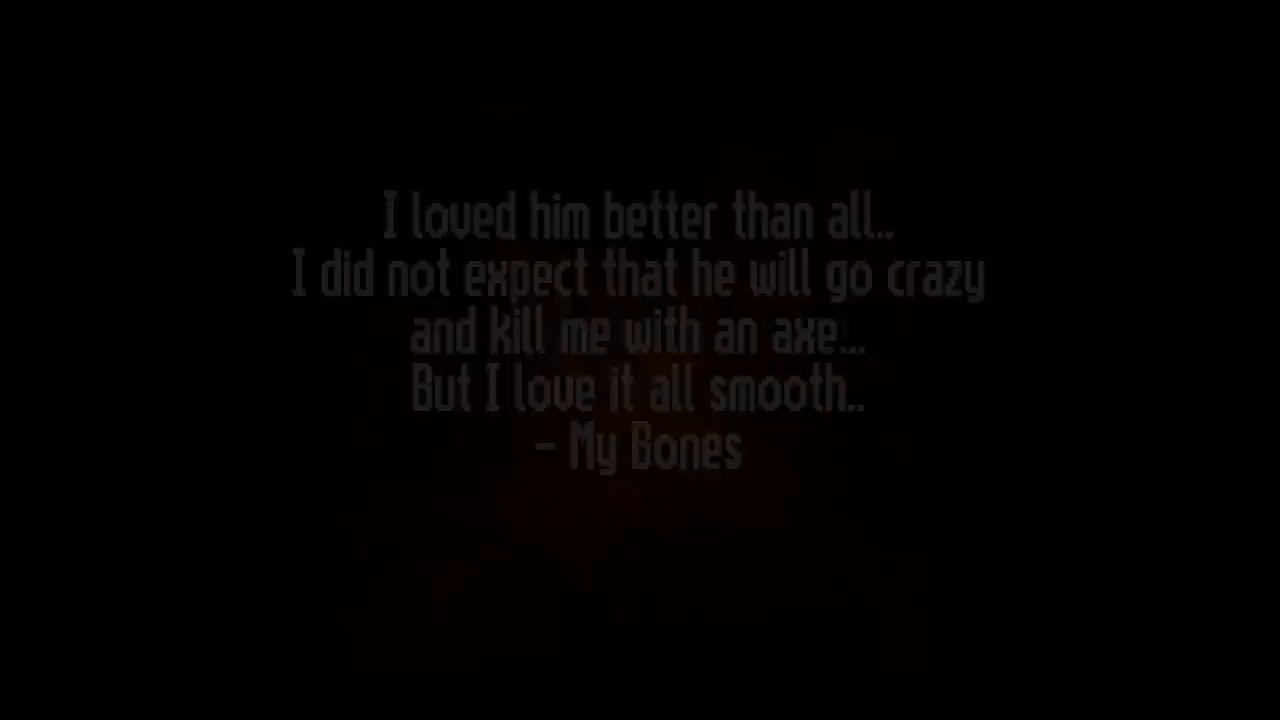 I loved him better than all..
I did not expect that he will go crazy
and kill me with an axe...
But I love it all smooth..
- My Bones